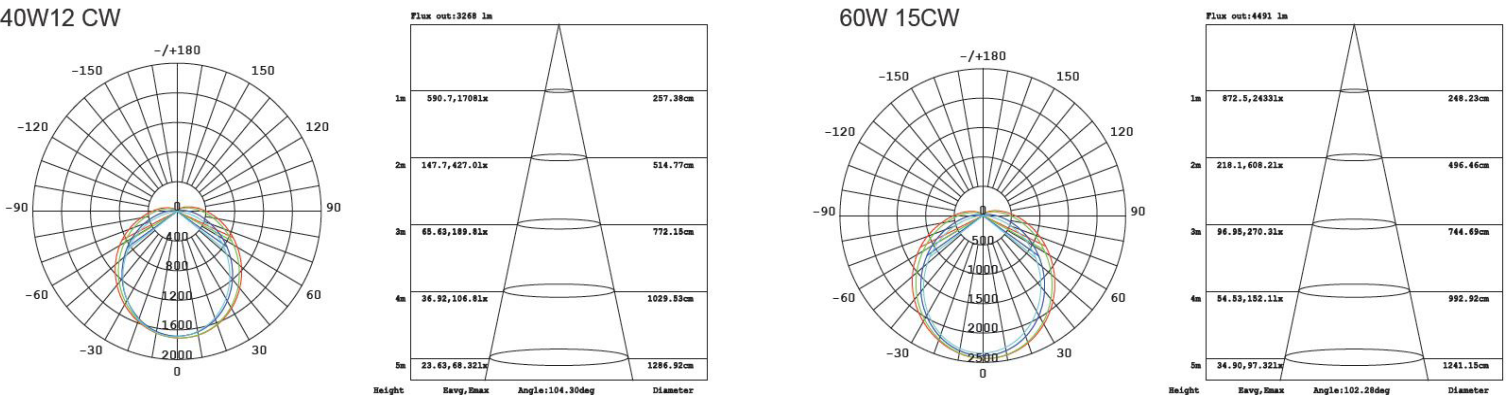 40W12 CW
-/+180
-150 150
-120 120
-90 90
-60 60
-30 30
0
0
400
800
1200
1600
2000
Flux out:3268 lm
1m 590.7,1708lx 257.38cm
2m 147.7,427.0lx 514.77cm
3m 65.63,189.8lx 772.15cm
4m 36.92,106.8lx 1029.53cm
5m 23.63,68.32lx 1286.92cm
Height Eavg,Emax Angle:104.30deg Diameter
60W 15CW
-/+180
-150 150
-120 120
-90 90
-60 60
-30 30
0
0
500
1000
1500
2000
2500
Flux out:4491 lm
1m 872.5,2433lx 248.23cm
2m 218.1,608.2lx 496.46cm
3m 96.95,270.3lx 744.69cm
4m 54.53,152.1lx 992.92cm
5m 34.90,97.32lx 1241.15cm
Height Eavg,Emax Angle:102.28deg Diameter